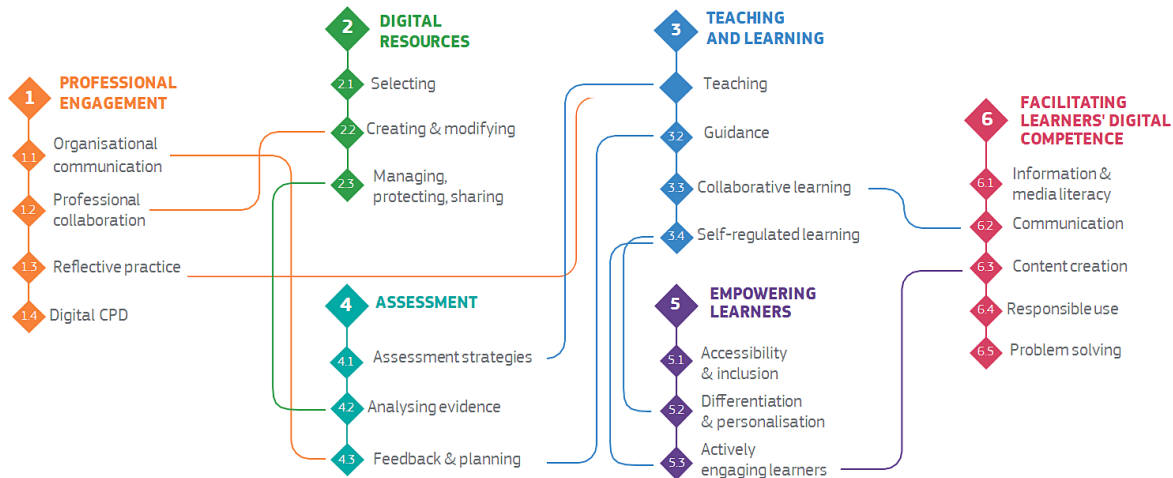 1
PROFESSIONAL
ENGAGEMENT
1.1
Organisational
communication
1.2
Professional
collaboration
1.3
Reflective practice
1.4
Digital CPD
2
DIGITAL
RESOURCES
2.1
Selecting
2.2
Creating & modifying
2.3
Managing,
protecting, sharing
3
TEACHING
AND LEARNING
Teaching
3.2
Guidance
3.3
Collaborative learning
3.4
Self-regulated learning
4
ASSESSMENT
4.1
Assessment strategies
4.2
Analysing evidence
4.3
Feedback & planning
5
EMPOWERING
LEARNERS
5.1
Accessibility
& inclusion
5.2
Differentiation
& personalisation
5.3
Actively
engaging learners
6
FACILITATING
LEARNERS' DIGITAL
COMPETENCE
6.1
Information &
media literacy
6.2
Communication
6.3
Content creation
6.4
Responsible use
6.5
Problem solving